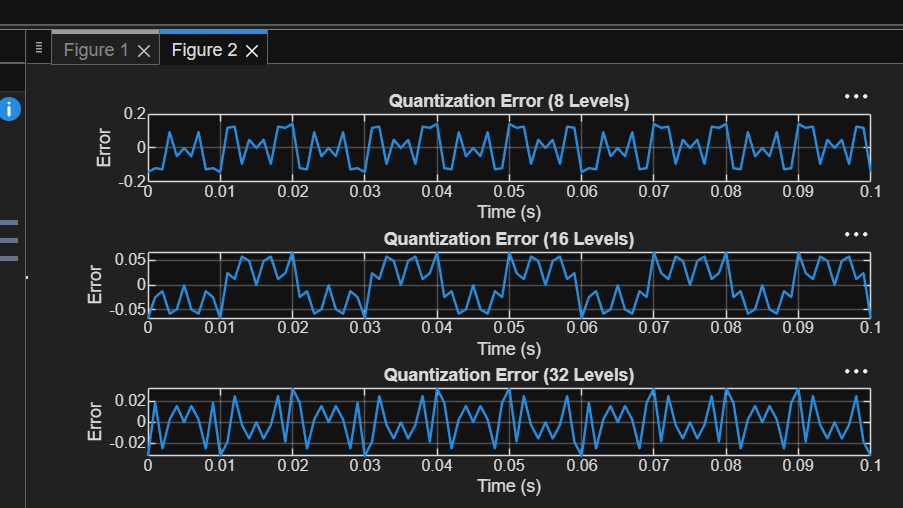 Figure 1 × Figure 2 ×
Quantization Error (8 Levels)
0.2
0
-0.2
Error
0 0.01 0.02 0.03 0.04 0.05 0.06 0.07 0.08 0.09 0.1
Time (s)
Quantization Error (16 Levels)
0.05
0
-0.05
Error
0 0.01 0.02 0.03 0.04 0.05 0.06 0.07 0.08 0.09 0.1
Time (s)
Quantization Error (32 Levels)
0.02
0
-0.02
Error
0 0.01 0.02 0.03 0.04 0.05 0.06 0.07 0.08 0.09 0.1
Time (s)